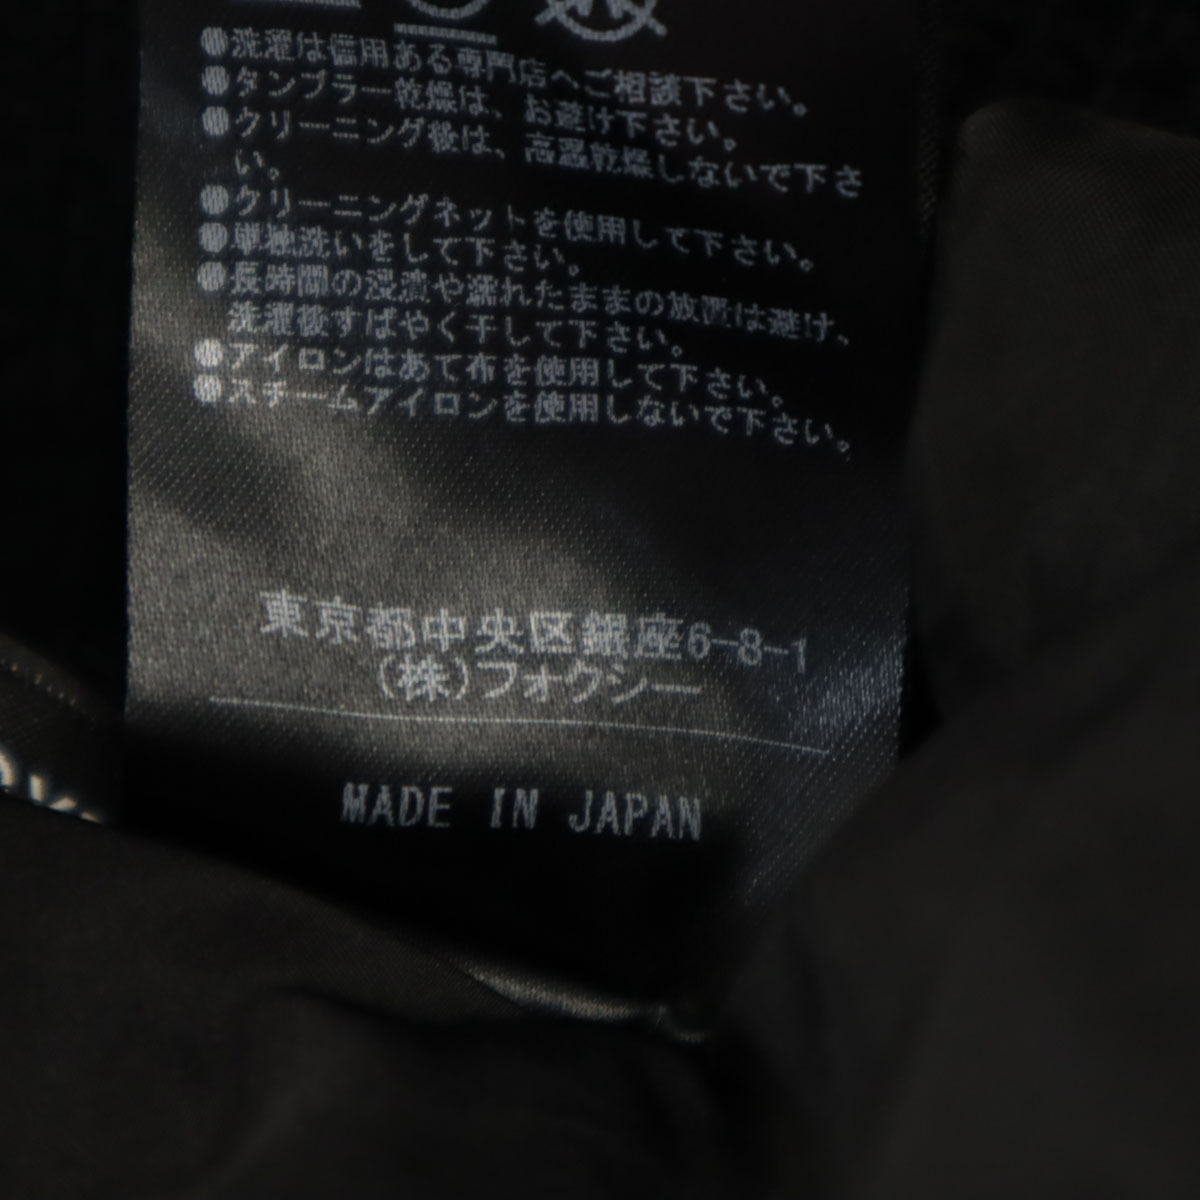 ●洗濯は信用ある専門店へご相談下さい。
●タンブラー乾燥は、お避け下さい。
●クリーニング後は、高温乾燥しないで下さ
い。
●クリーニングネットを使用して下さい。
●単独洗いをして下さい。
●長時間の浸漬や濡れたままの放置は避け、
洗濯後すばやく干して下さい。
●アイロンはあて布を使用して下さい。
●スチームアイロンを使用しないで下さい。
東京都中央区銀座6-8-1
(株)フォクシー
MADE IN JAPAN